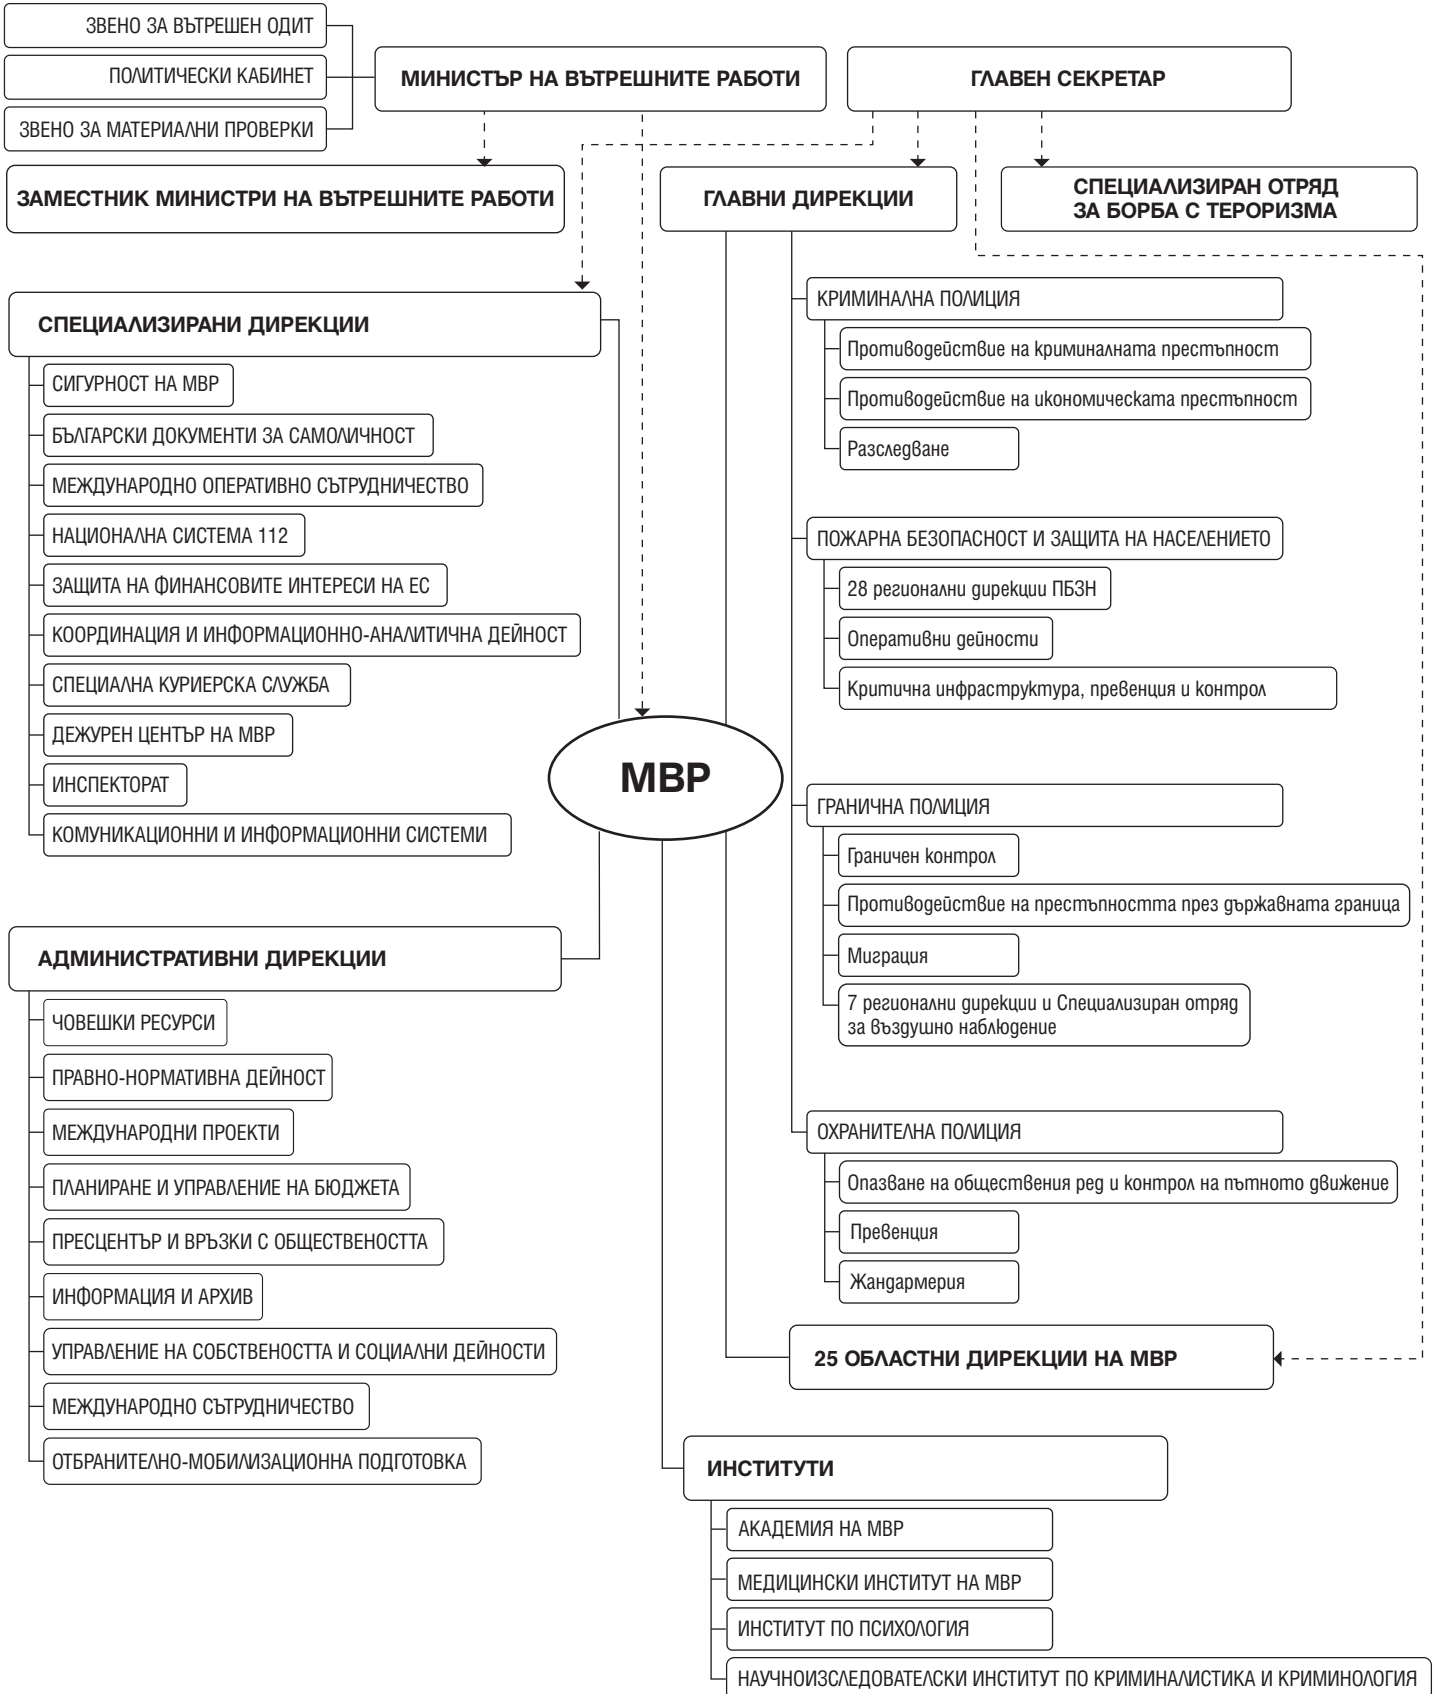 ЗВЕНО ЗА ВЪТРЕШЕН ОДИТ
ПОЛИТИЧЕСКИ КАБИНЕТ
ЗВЕНО ЗА МАТЕРИАЛНИ ПРОВЕРКИ
МИНИСТЪР НА ВЪТРЕШНИТЕ РАБОТИ
ГЛАВЕН СЕКРЕТАР
ЗАМЕСТНИК МИНИСТРИ НА ВЪТРЕШНИТЕ РАБОТИ
ГЛАВНИ ДИРЕКЦИИ
СПЕЦИАЛИЗИРАН ОТРЯД
ЗА БОРБА С ТЕРОРИЗМА
СПЕЦИАЛИЗИРАНИ ДИРЕКЦИИ
СИГУРНОСТ НА МВР
БЪЛГАРСКИ ДОКУМЕНТИ ЗА САМОЛИЧНОСТ
МЕЖДУНАРОДНО ОПЕРАТИВНО СЪТРУДНИЧЕСТВО
НАЦИОНАЛНА СИСТЕМА 112
ЗАЩИТА НА ФИНАНСОВИТЕ ИНТЕРЕСИ НА ЕС
КООРДИНАЦИЯ И ИНФОРМАЦИОННО-АНАЛИТИЧНА ДЕЙНОСТ
СПЕЦИАЛНА КУРИЕРСКА СЛУЖБА
ДЕЖУРЕН ЦЕНТЪР НА МВР
ИНСПЕКТОРАТ
КОМУНИКАЦИОННИ И ИНФОРМАЦИОННИ СИСТЕМИ
МВР
АДМИНИСТРАТИВНИ ДИРЕКЦИИ
ЧОВЕШКИ РЕСУРСИ
ПРАВНО-НОРМАТИВНА ДЕЙНОСТ
МЕЖДУНАРОДНИ ПРОЕКТИ
ПЛАНИРАНЕ И УПРАВЛЕНИЕ НА БЮДЖЕТА
ПРЕСЦЕНТЪР И ВРЪЗКИ С ОБЩЕСТВЕНОСТТА
ИНФОРМАЦИЯ И АРХИВ
УПРАВЛЕНИЕ НА СОБСТВЕНОСТТА И СОЦИАЛНИ ДЕЙНОСТИ
МЕЖДУНАРОДНО СЪТРУДНИЧЕСТВО
ОТБРАНИТЕЛНО-МОБИЛИЗАЦИОННА ПОДГОТОВКА
КРИМИНАЛНА ПОЛИЦИЯ
Противодействие на криминалната престъпност
Противодействие на икономическата престъпност
Разследване
ПОЖАРНА БЕЗОПАСНОСТ И ЗАЩИТА НА НАСЕЛЕНИЕТО
28 регионални дирекции ПБЗН
Оперативни дейности
Критична инфраструктура, превенция и контрол
ГРАНИЧНА ПОЛИЦИЯ
Граничен контрол
Противодействие на престъпността през държавната граница
Миграция
7 регионални дирекции и Специализиран отряд
за въздушно наблюдение
ОХРАНИТЕЛНА ПОЛИЦИЯ
Опазване на обществения ред и контрол на пътното движение
Превенция
Жандармерия
25 ОБЛАСТНИ ДИРЕКЦИИ НА МВР
ИНСТИТУТИ
АКАДЕМИЯ НА МВР
МЕДИЦИНСКИ ИНСТИТУТ НА МВР
ИНСТИТУТ ПО ПСИХОЛОГИЯ
НАУЧНОИЗСЛЕДОВАТЕЛСКИ ИНСТИТУТ ПО КРИМИНАЛИСТИКА И КРИМИНОЛОГИЯ